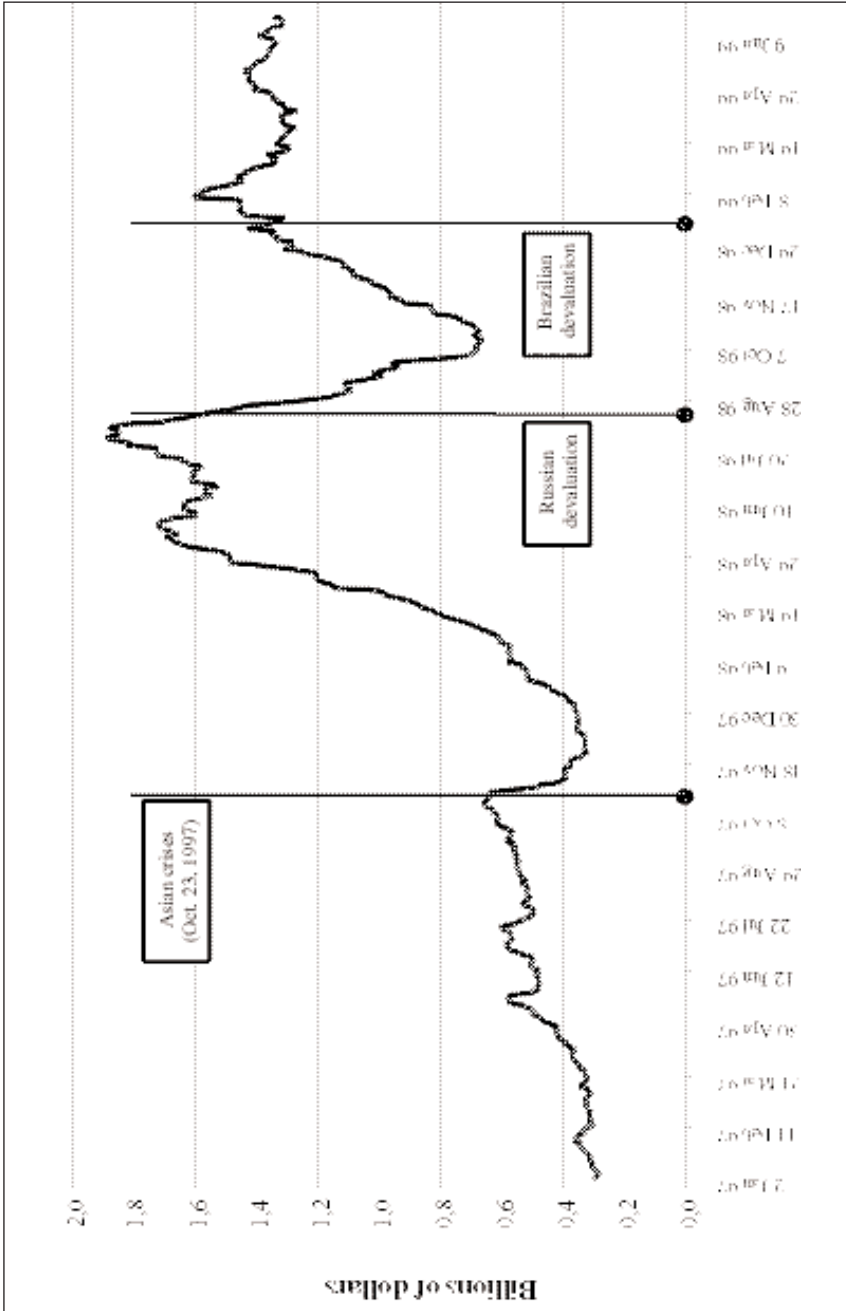 Billions of dollars
2,0
1,8
1,6
1,4
1,2
1,0
0,8
0,6
0,4
0,2
0,0
Asian crises
(Oct. 23, 1997)
Russian
devaluation
Brazilian
devaluation
2 Jan 97
11 Feb 97
21 Mar 97
30 Apr 97
12 Jun 97
22 Jul 97
29 Aug 97
18 Nov 97
30 Dec 97
9 Feb 98
19 Mar 98
29 Apr 98
10 Jun 98
20 Jul 98
28 Aug 98
7 Oct 98
17 Nov 98
29 Dec 98
8 Feb 99
19 Mar 99
29 Apr 99
9 Jun 99